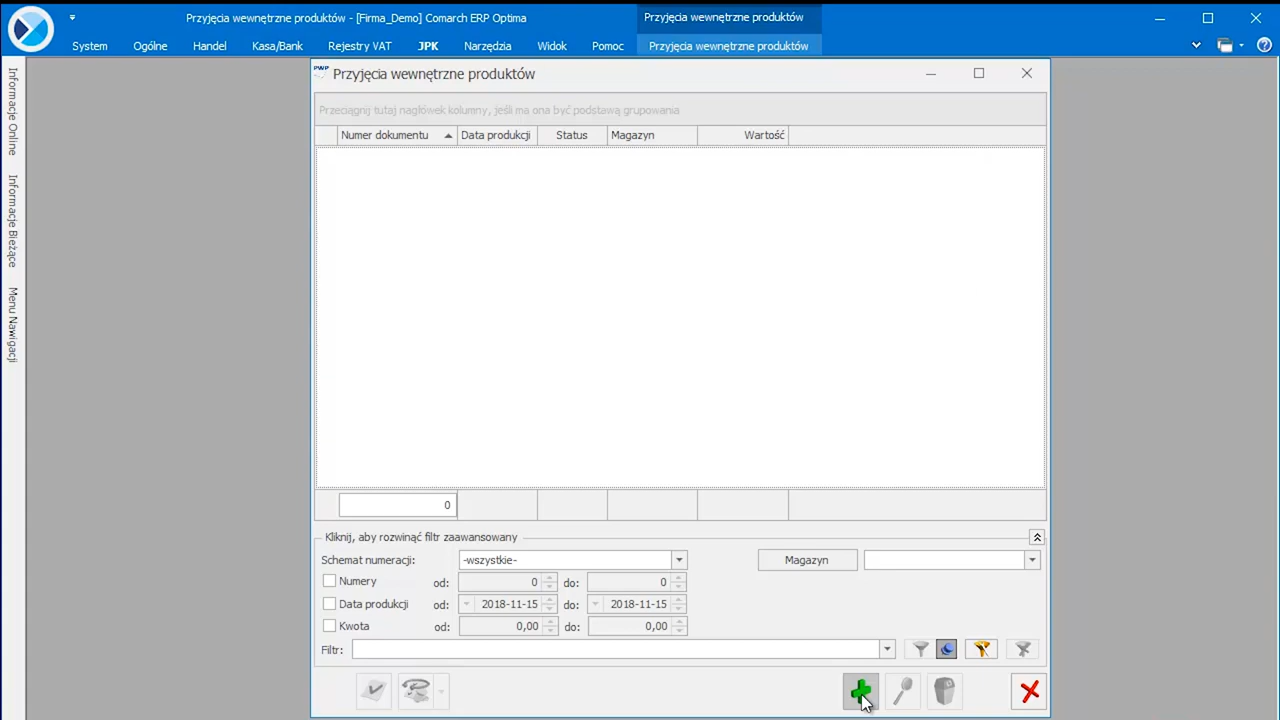 Przyjęcia wewnętrzne produktów - [Firma_Demo] Comarch ERP Optima
Przyjęcia wewnętrzne produktów
System Ogólne Handel Kasa/Bank Rejestry VAT JPK Narzędzia Widok Pomoc Przyjęcia wewnętrzne produktów
Informacje Online
Informacje Bieżące
Menu Nawigacji
PWP Przyjęcia wewnętrzne produktów
Przeciągnij tutaj nagłówek kolumny, jeśli ma ona być podstawą grupowania
Numer dokumentu Data produkcji Status Magazyn Wartość
0
Kliknij, aby rozwinąć filtr zaawansowany
Schemat numeracji: -wszystkie- Magazyn
Numery od: 0 do: 0
Data produkcji od: 2018-11-15 do: 2018-11-15
Kwota od: 0,00 do: 0,00
Filtr: